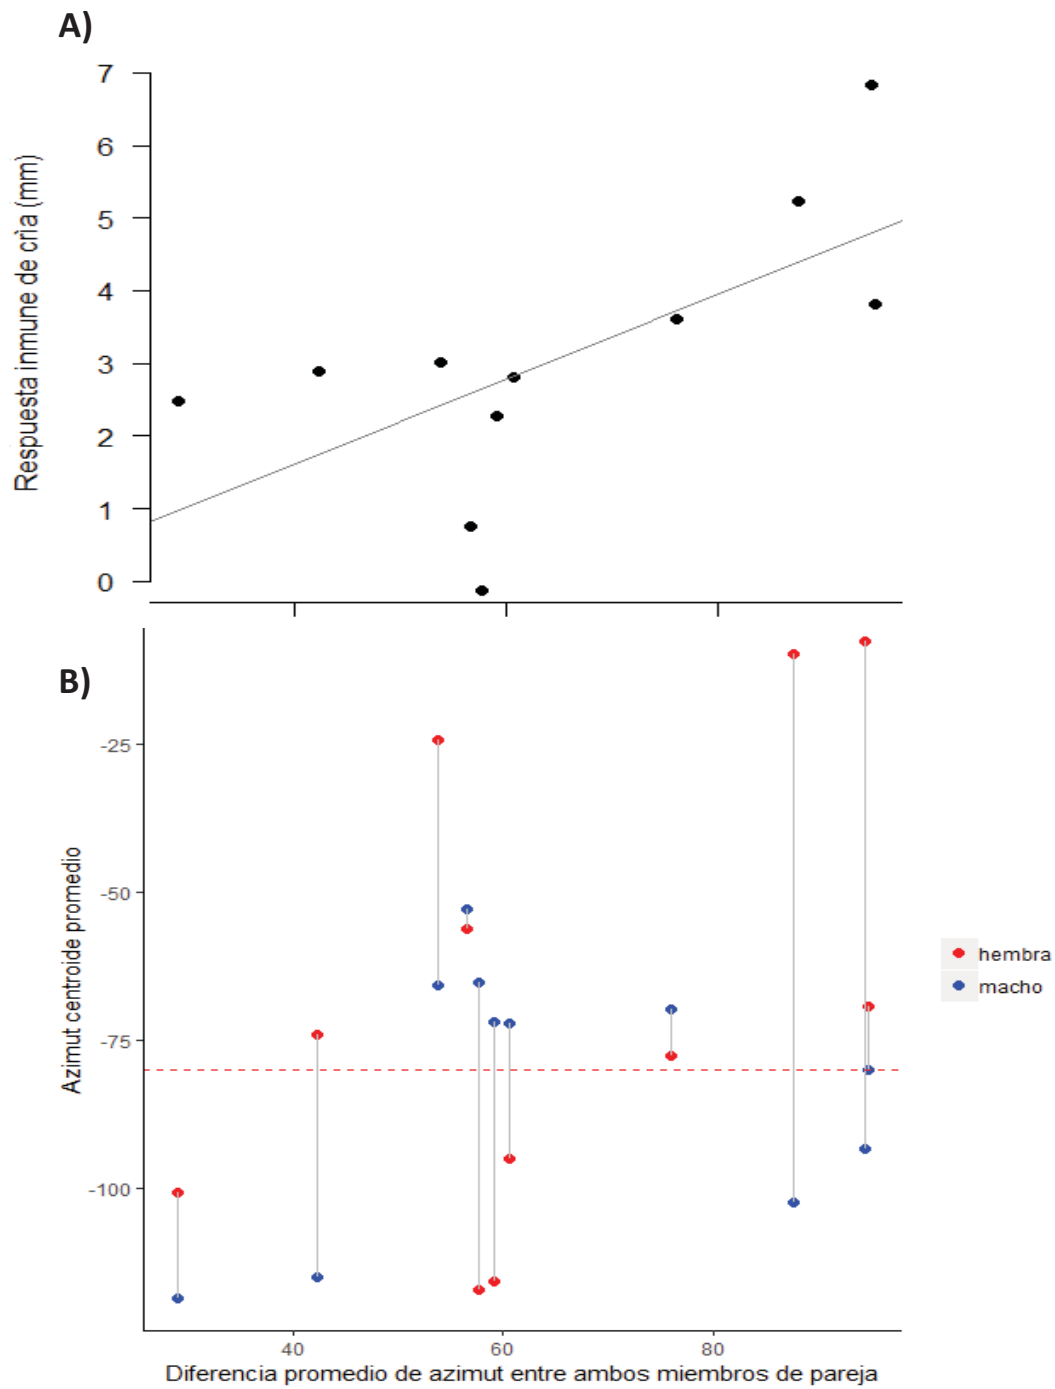 A)
7
6
5
4
3
2
1
0
Respuesta inmune de crìa (mm)
B)
-25
-50
-75
-100
Azimut centroide promedio
hembra
macho
40 60 80
Diferencia promedio de azimut entre ambos miembros de pareja